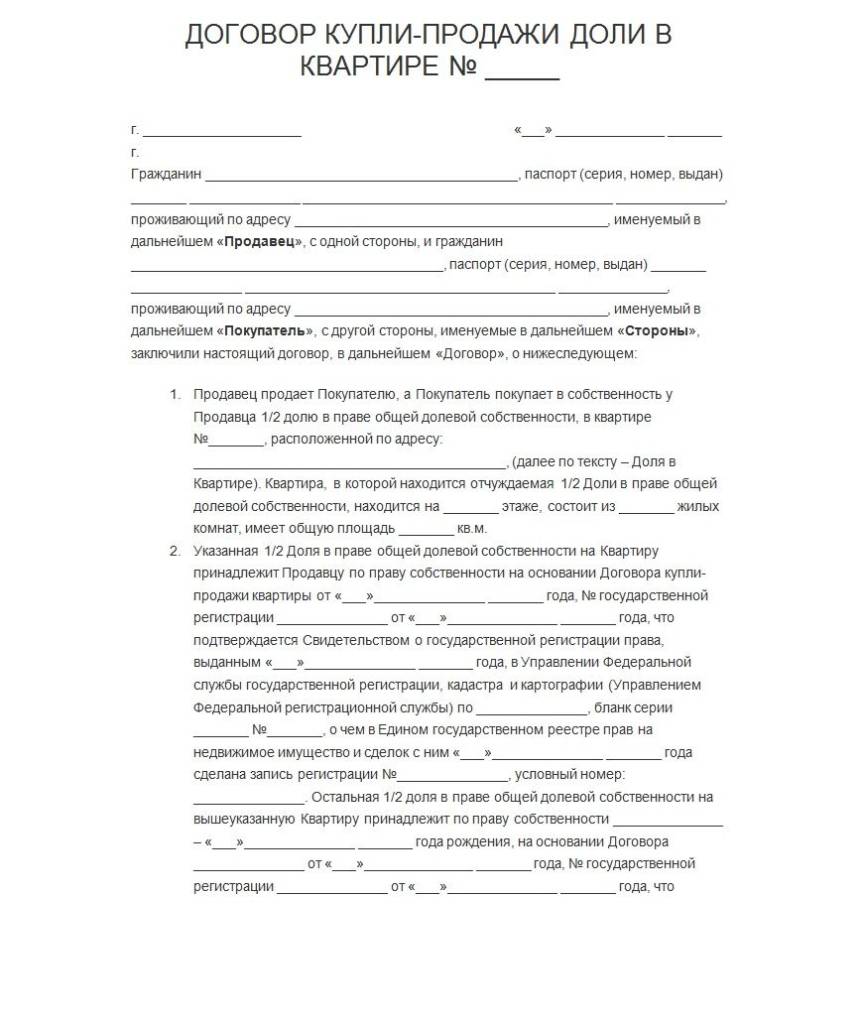 ДОГОВОР КУПЛИ-ПРОДАЖИ ДОЛИ В
КВАРТИРЕ № _____
г. ____________________ «___» ______________ _______
г.
Гражданин ________________________________________, паспорт (серия, номер, выдан)
_______ ______________ ________________________________________ ______________,
проживающий по адресу ________________________________________, именуемый в
дальнейшем «Продавец», с одной стороны, и гражданин
________________________________________, паспорт (серия, номер, выдан) _______
______________ ________________________________________ ______________,
проживающий по адресу ________________________________________, именуемый в
дальнейшем «Покупатель», с другой стороны, именуемые в дальнейшем «Стороны»,
заключили настоящий договор, в дальнейшем «Договор», о нижеследующем:
1. Продавец продает Покупателю, а Покупатель покупает в собственность у
Продавца 1/2 долю в праве общей долевой собственности, в квартире
№_______, расположенной по адресу:
________________________________________, (далее по тексту – Доля в
Квартире). Квартира, в которой находится отчуждаемая 1/2 Доли в праве общей
долевой собственности, находится на _______ этаже, состоит из _______ жилых
комнат, имеет общую площадь _______ кв.м.
2. Указанная 1/2 Доля в праве общей долевой собственности на Квартиру
принадлежит Продавцу по праву собственности на основании Договора купли-
продажи квартиры от «___»______________ _______ года, № государственной
регистрации ______________ от «___»______________ _______ года, что
подтверждается Свидетельством о государственной регистрации права,
выданным «___»______________ _______ года, в Управлении Федеральной
службы государственной регистрации, кадастра и картографии (Управлением
Федеральной регистрационной службы) по ______________, бланк серии
_______ №_______, о чем в Едином государственном реестре прав на
недвижимое имущество и сделок с ним «___»______________ _______ года
сделана запись регистрации №______________, условный номер:
______________. Остальная 1/2 доля в праве общей долевой собственности на
вышеуказанную Квартиру принадлежит по праву собственности ______________
– «___»______________ _______ года рождения, на основании Договора
______________ от «___»______________ _______ года, № государственной
регистрации ______________ от «___»______________ _______ года, что